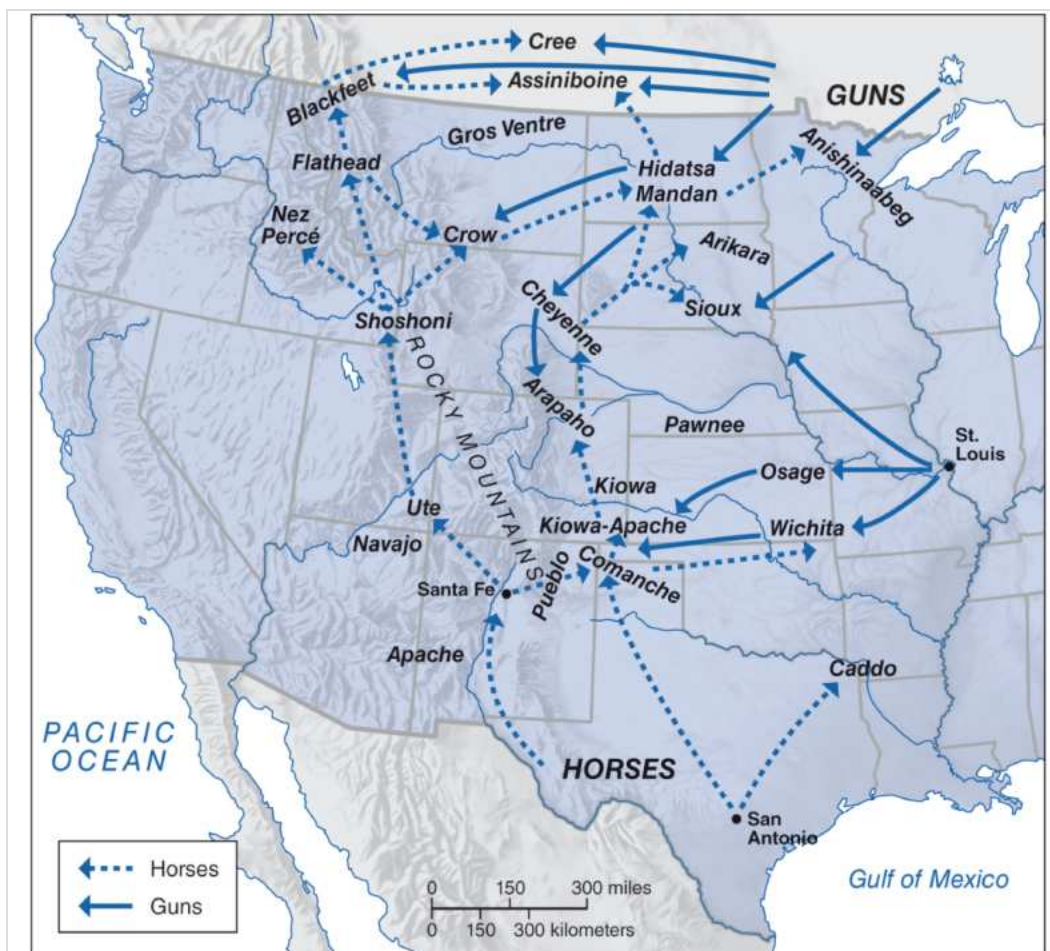 Cree
Assiniboine
GUNS
Blackfeet
Gros Ventre
Anishinaabeg
Flathead
Hidatsa
Mandan
Nez
Percé
Crow
Arikara
Cheyenne
Sioux
Shoshoni
ROCKY MOUNTAINS
Arapaho
Pawnee
St.
Louis
Osage
Kiowa
Ute
Kiowa-Apache
Wichita
Navajo
Pueblo
Comanche
Santa Fe
Apache
Caddo
PACIFIC
OCEAN
HORSES
San
Antonio
Horses
Guns
0 150 300 miles
0 150 300 kilometers
Gulf of Mexico